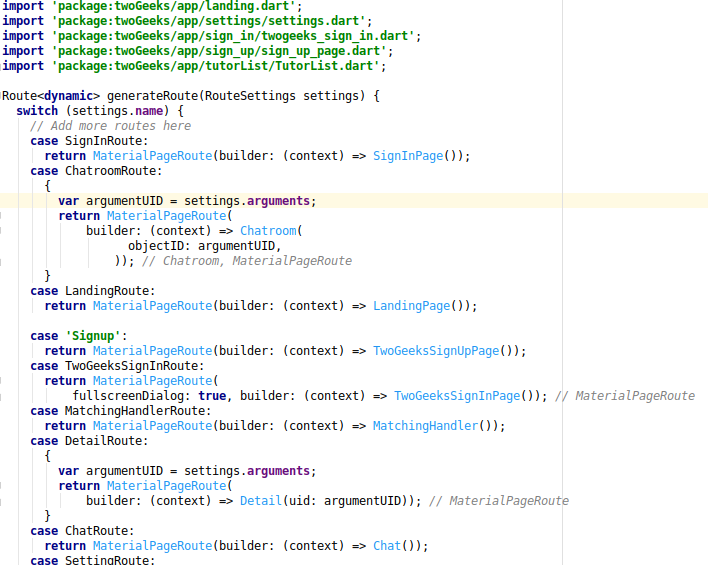 import 'package:twoGeeks/app/landing.dart';
import 'package:twoGeeks/app/settings/settings.dart';
import 'package:twoGeeks/app/sign_in/twogeeks_sign_in.dart';
import 'package:twoGeeks/app/sign_up/sign_up_page.dart';
import 'package:twoGeeks/app/tutorList/TutorList.dart';

Route<dynamic> generateRoute(RouteSettings settings) {
  switch (settings.name) {
    // Add more routes here
    case SignInRoute:
      return MaterialPageRoute(builder: (context) => SignInPage());
    case ChatroomRoute:
      {
        var argumentUID = settings.arguments;
        return MaterialPageRoute(
            builder: (context) => Chatroom(
                  objectID: argumentUID,
                )); // Chatroom, MaterialPageRoute
      }
    case LandingRoute:
      return MaterialPageRoute(builder: (context) => LandingPage());

    case 'Signup':
      return MaterialPageRoute(builder: (context) => TwoGeeksSignUpPage());
    case TwoGeeksSignInRoute:
      return MaterialPageRoute(
          fullscreenDialog: true, builder: (context) => TwoGeeksSignInPage()); // MaterialPageRoute
    case MatchingHandlerRoute:
      return MaterialPageRoute(builder: (context) => MatchingHandler());
    case DetailRoute:
      {
        var argumentUID = settings.arguments;
        return MaterialPageRoute(
            builder: (context) => Detail(uid: argumentUID)); // MaterialPageRoute
      }
    case ChatRoute:
      return MaterialPageRoute(builder: (context) => Chat());
    case SettingRoute: